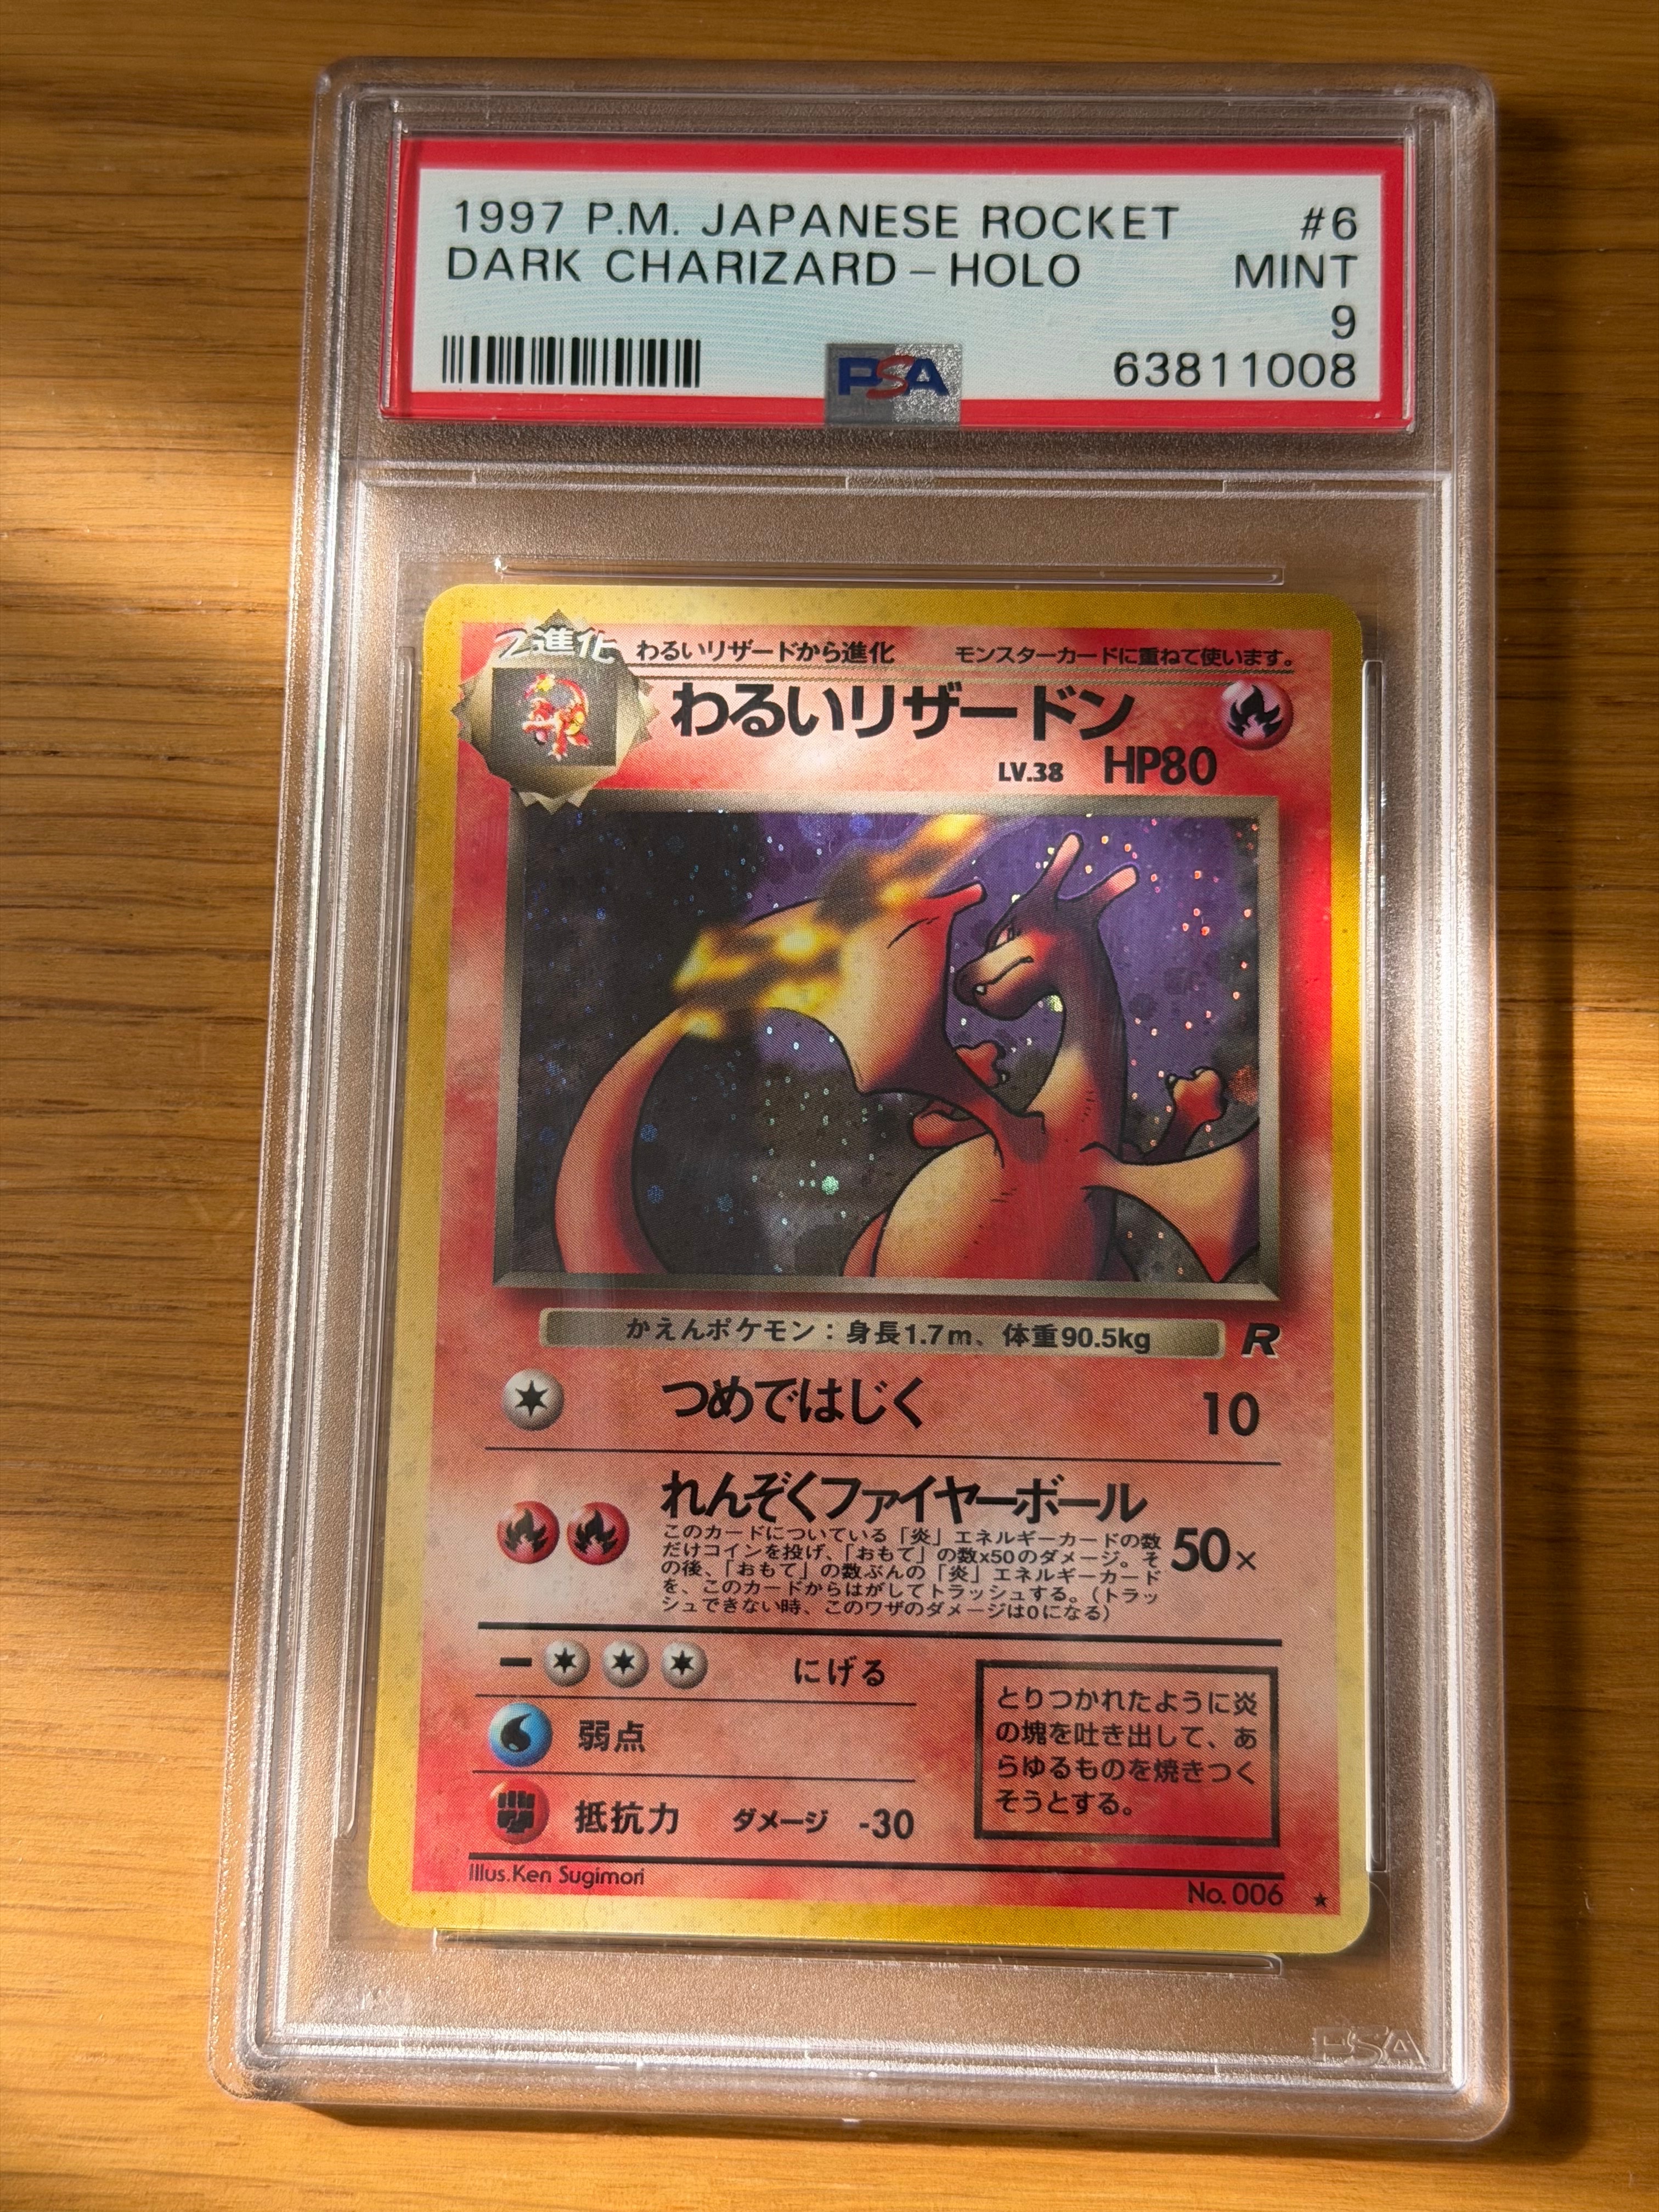 1997 P.M. JAPANESE ROCKET #6
DARK CHARIZARD - HOLO MINT
9
PSA 63811008
2進化 わるいリザードから進化 モンスターカードに重ねて使います。
わるいリザードン
LV.38 HP80
かえんポケモン：身長1.7m、体重90.5kg R
つめではじく 10
れんぞくファイヤーボール
このカードについている「炎」エネルギーカードの数
だけコインを投げ、「おもて」の数x50のダメージ。そ 50×
の後、「おもて」の数ぶんの「炎」エネルギーカード
を、このカードからはがしてトラッシュする。（トラッ
シュできない時、このワザのダメージは0になる）
− にげる
弱点
抵抗力 ダメージ -30
とりつかれたように炎
の塊を吐き出して、あ
らゆるものを焼きつく
そうとする。
Illus.Ken Sugimori
No. 006 ★
PSA